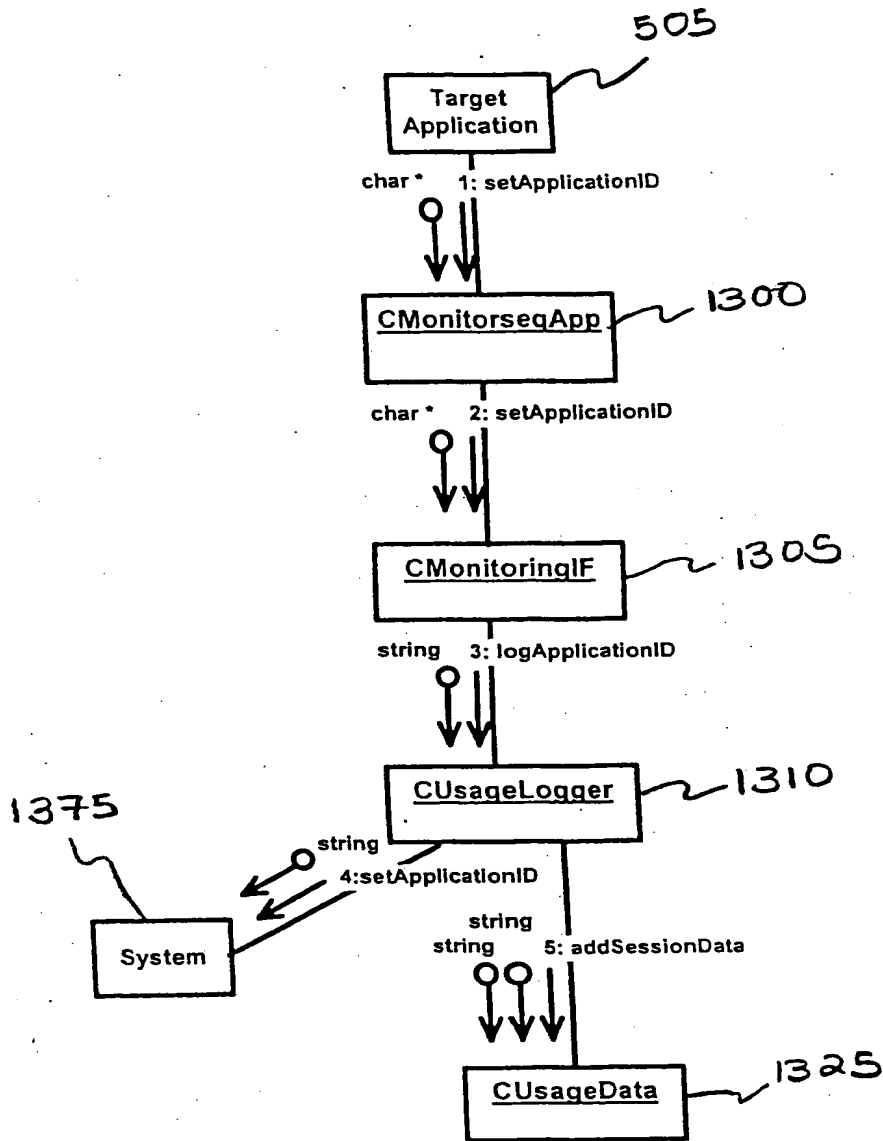 505
Target
Application
char * 1: setApplicationID
CMonitorseqApp
1300
char * 2: setApplicationID
CMonitoringIF
1305
string 3: logApplicationID
CUsageLogger
1310
1375
string
4:setApplicationID
System
string
string 5: addSessionData
CUsageData
1325